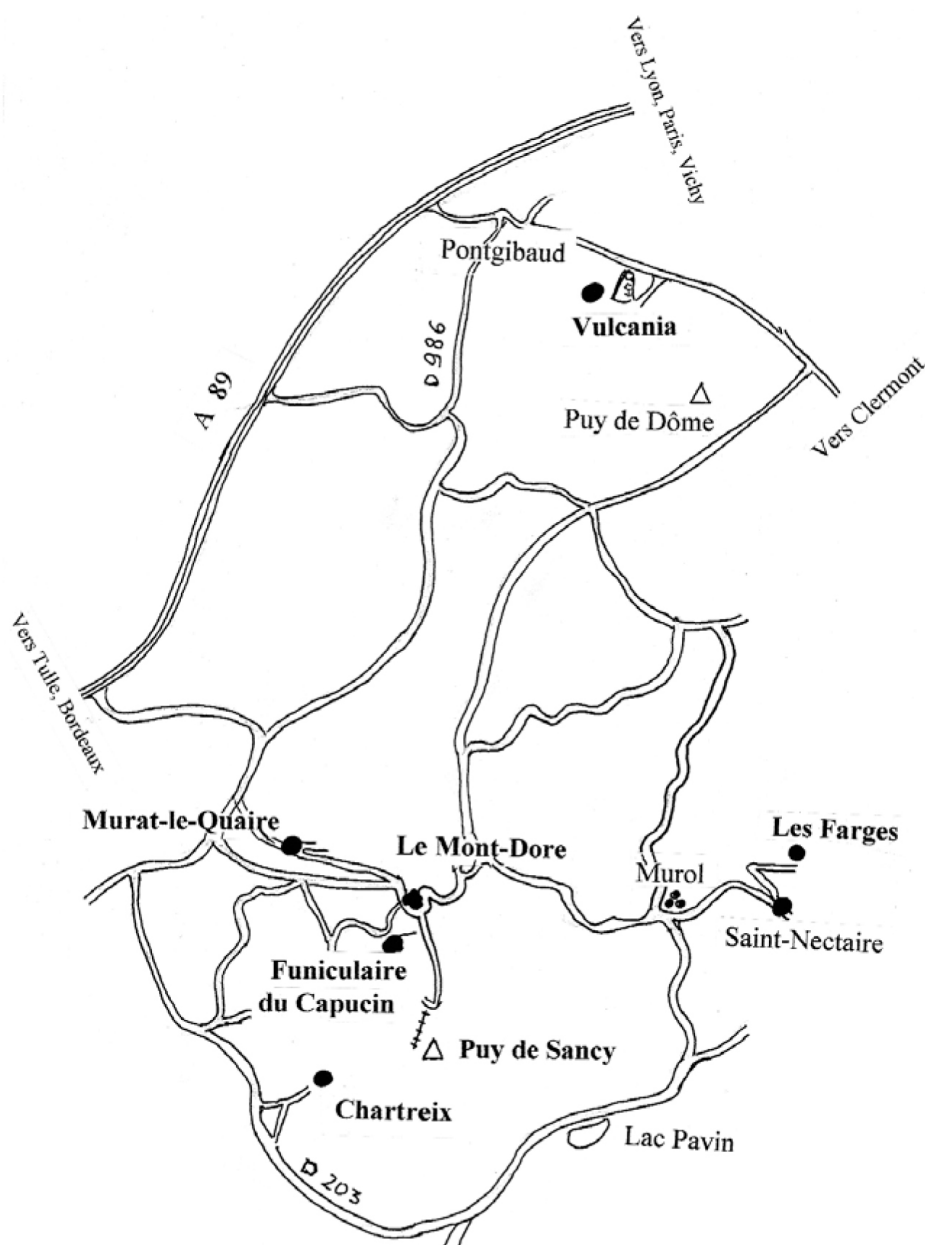 Vers Lyon, Paris, Vichy
Pontgibaud
Vulcania
D986
A 89
Puy de Dôme
Vers Clermont
Vers Tulle, Bordeaux
Murat-le-Quaire
Le Mont-Dore
Les Farges
Murol
Saint-Nectaire
Funiculaire
du Capucin
Puy de Sancy
Chartreix
Lac Pavin
D 203